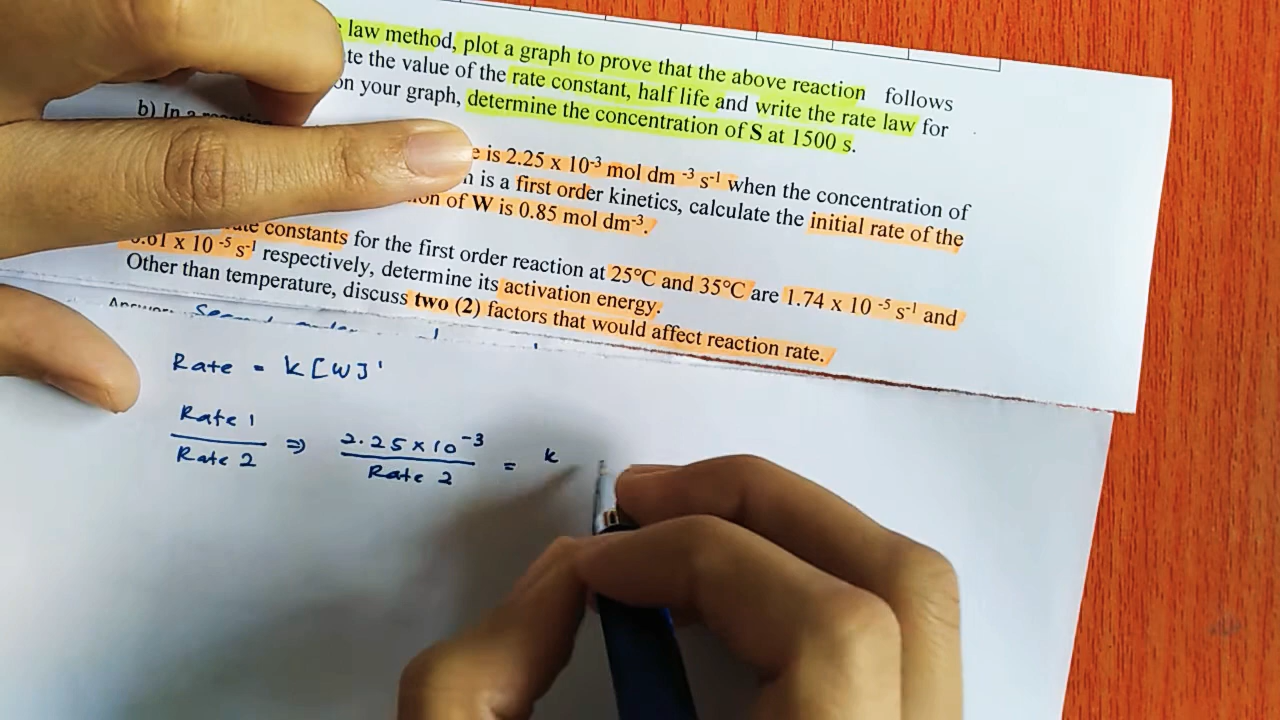 law method, plot a graph to prove that the above reaction follows
te the value of the rate constant, half life and write the rate law for
on your graph, determine the concentration of S at 1500 s.
b) In a
e is 2.25 x 10-3 mol dm -3 s-1 when the concentration of
n is a first order kinetics, calculate the initial rate of the
on of W is 0.85 mol dm-3.
ate constants for the first order reaction at 25°C and 35°C are 1.74 x 10 -5 s-1 and
.61 x 10 -5 s-1 respectively, determine its activation energy.
Other than temperature, discuss two (2) factors that would affect reaction rate.
Rate = k[W]1
Rate 1
Rate 2 ⇒ 2.25×10-3
Rate 2 = k